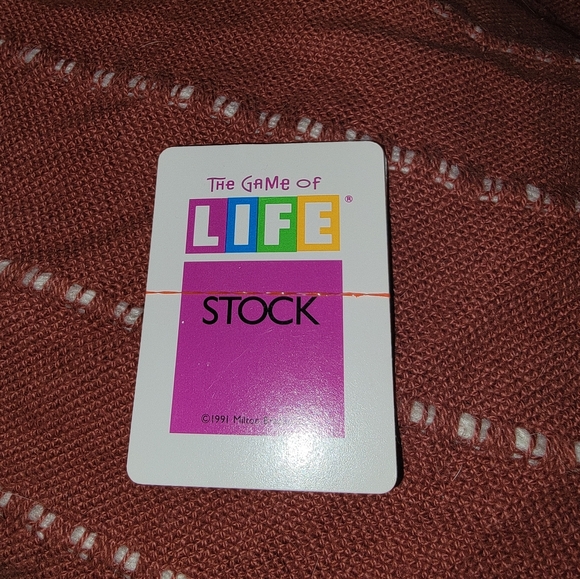 The Game of
LIFE®
STOCK
©1991 Milton